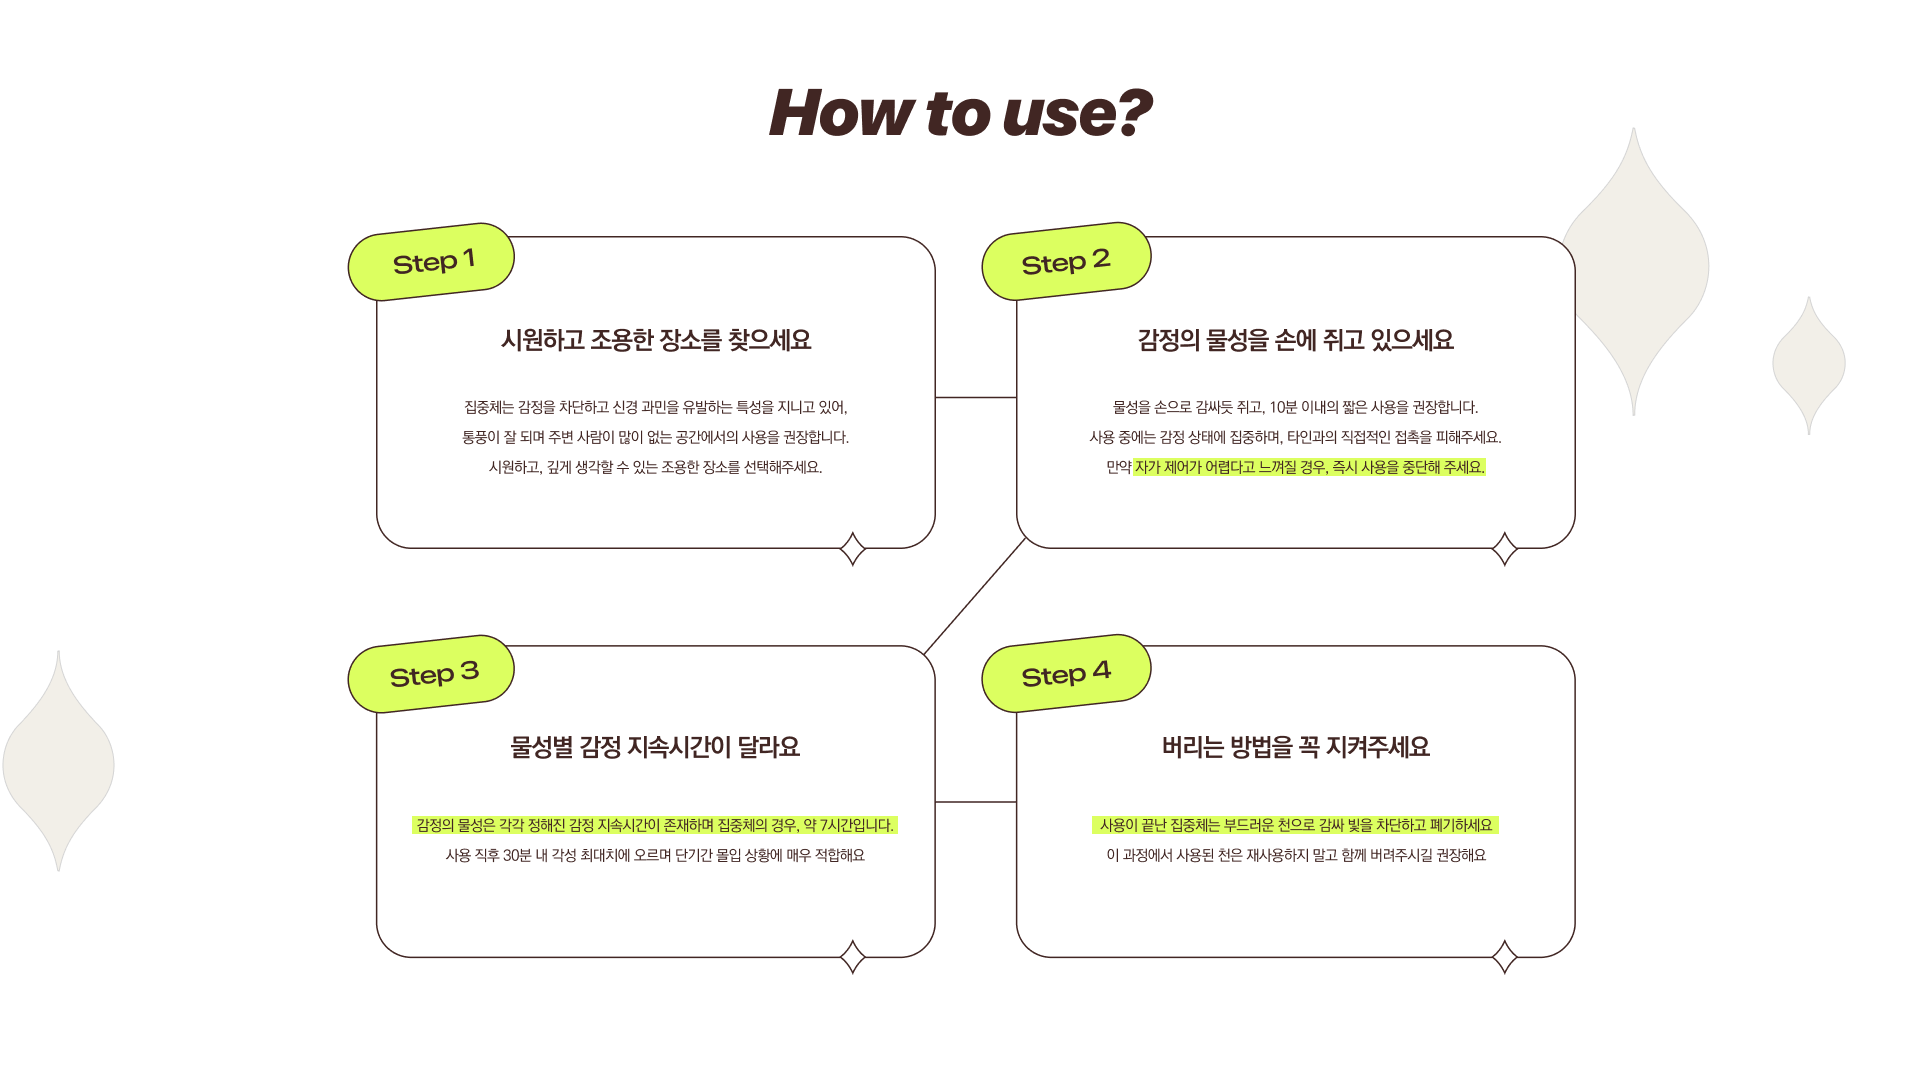 How to use?
Step 1
시원하고 조용한 장소를 찾으세요
집중체는 감정을 차단하고 신경 과민을 유발하는 특성을 지니고 있어,
통풍이 잘 되며 주변 사람이 많이 없는 공간에서의 사용을 권장합니다.
시원하고, 깊게 생각할 수 있는 조용한 장소를 선택해주세요.
Step 2
감정의 물성을 손에 쥐고 있으세요
물성을 손으로 감싸듯 쥐고, 10분 이내의 짧은 사용을 권장합니다.
사용 중에는 감정 상태에 집중하며, 타인과의 직접적인 접촉을 피해주세요.
만약 자가 제어가 어렵다고 느껴질 경우, 즉시 사용을 중단해 주세요.
Step 3
물성별 감정 지속시간이 달라요
감정의 물성은 각각 정해진 감정 지속시간이 존재하며 집중체의 경우, 약 7시간입니다.
사용 직후 30분 내 각성 최대치에 오르며 단기간 몰입 상황에 매우 적합해요
Step 4
버리는 방법을 꼭 지켜주세요
사용이 끝난 집중체는 부드러운 천으로 감싸 빛을 차단하고 폐기하세요
이 과정에서 사용된 천은 재사용하지 말고 함께 버려주시길 권장해요